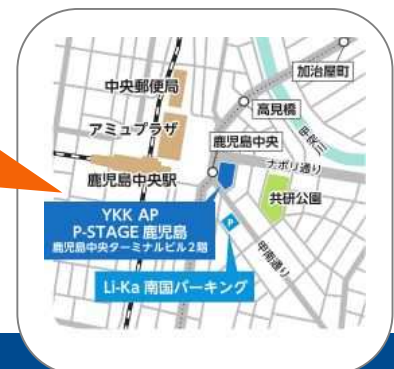 加治屋町
中央郵便局
高見橋
アミュプラザ
甲突川
鹿児島中央
ナポリ通り
鹿児島中央駅
共研公園
YKK AP
P-STAGE 鹿児島
鹿児島中央ターミナルビル2階
P
甲南通り
Li-Ka 南国パーキング